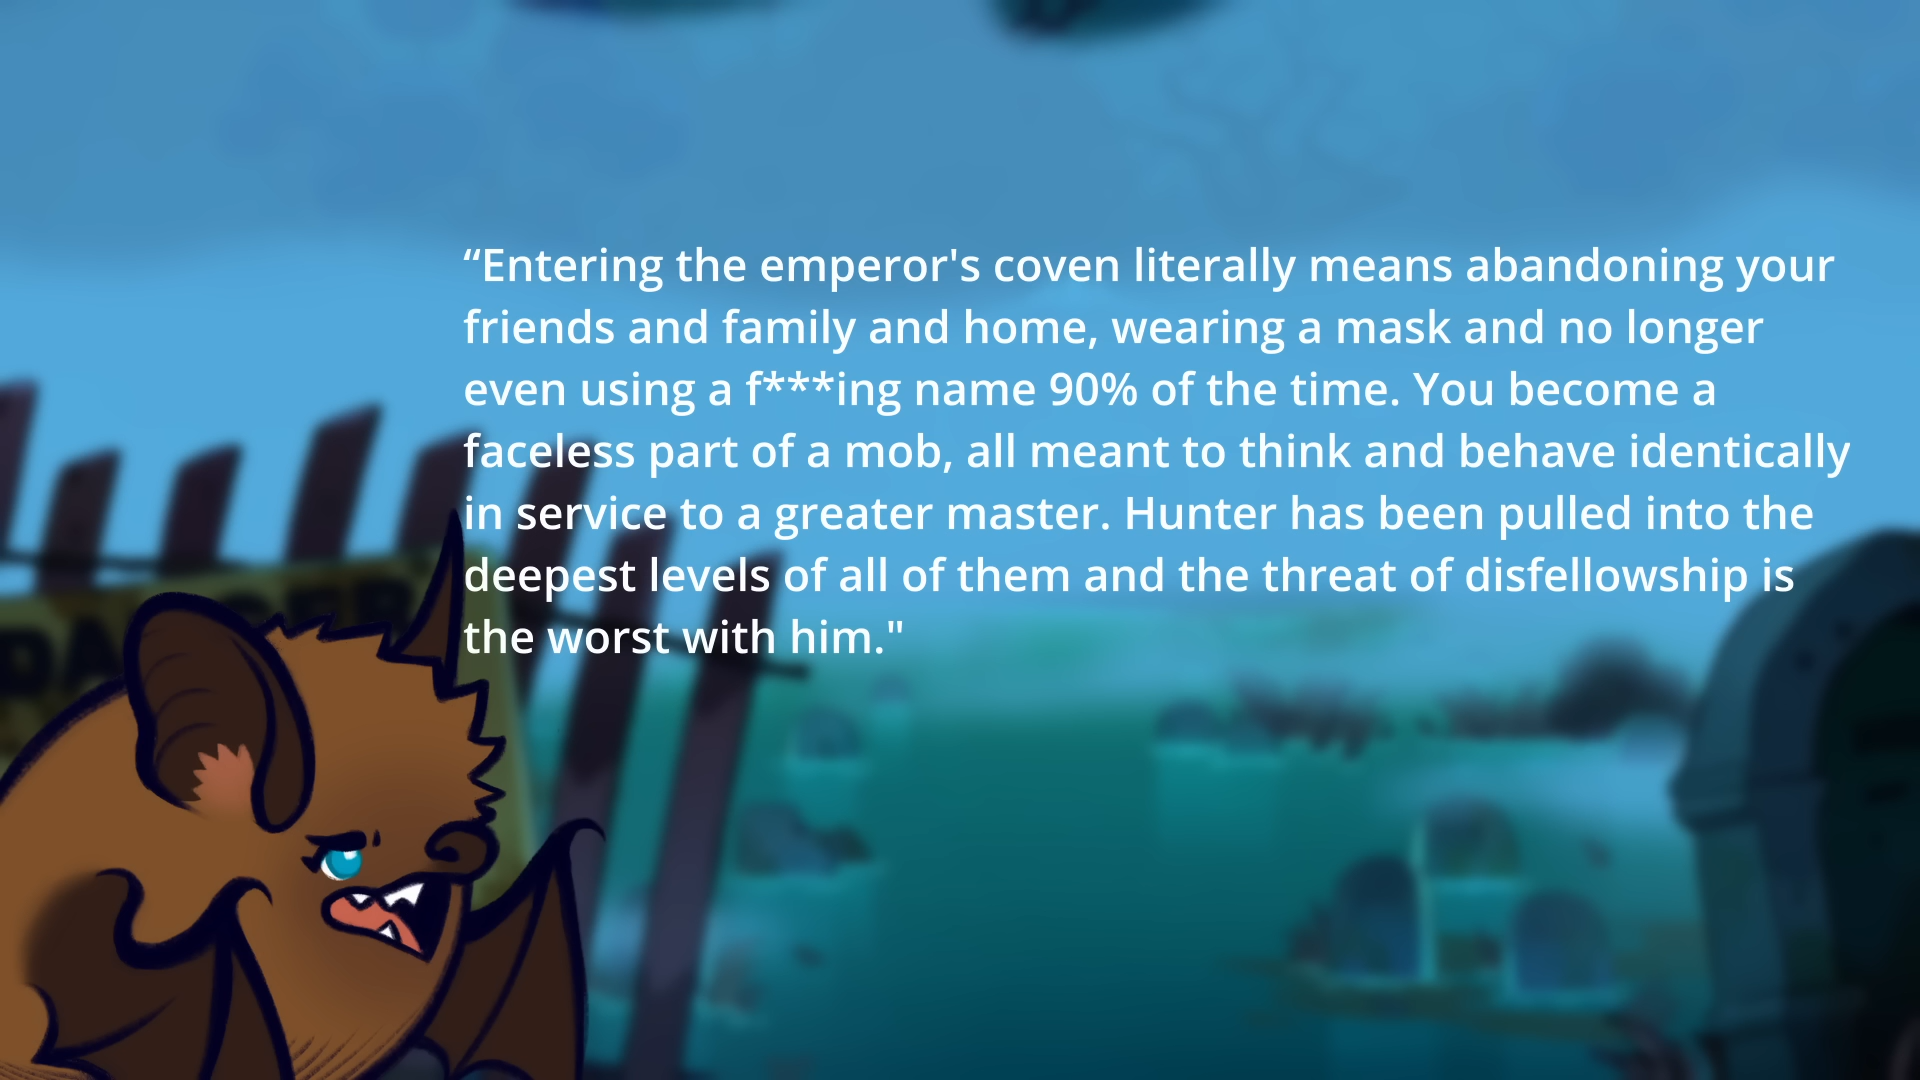 “Entering the emperor's coven literally means abandoning your
friends and family and home, wearing a mask and no longer
even using a f***ing name 90% of the time. You become a
faceless part of a mob, all meant to think and behave identically
in service to a greater master. Hunter has been pulled into the
deepest levels of all of them and the threat of disfellowship is
the worst with him."
DANGER